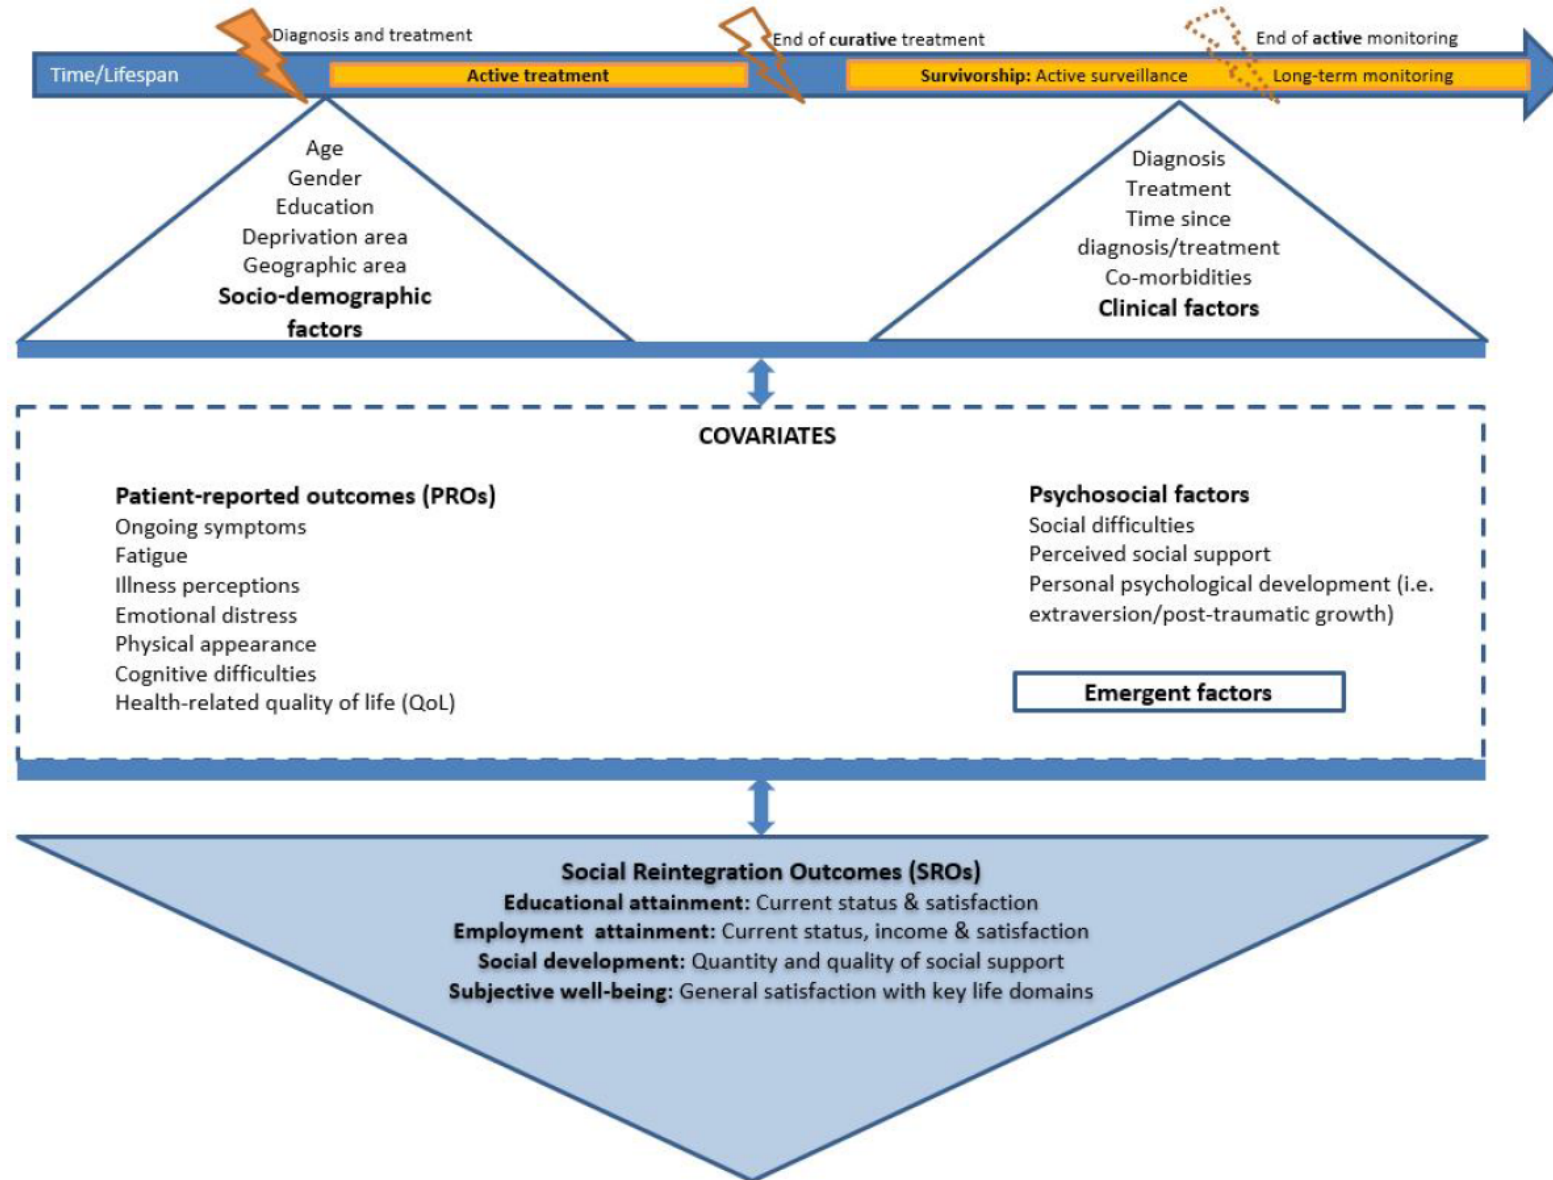 Diagnosis and treatment
End of curative treatment
End of active monitoring
Time/Lifespan
Active treatment
Survivorship: Active surveillance
Long-term monitoring
Age
Gender
Education
Deprivation area
Geographic area
Socio-demographic
factors
Diagnosis
Treatment
Time since
diagnosis/treatment
Co-morbidities
Clinical factors
COVARIATES
Patient-reported outcomes (PROs)
Ongoing symptoms
Fatigue
Illness perceptions
Emotional distress
Physical appearance
Cognitive difficulties
Health-related quality of life (QoL)
Psychosocial factors
Social difficulties
Perceived social support
Personal psychological development (i.e.
extraversion/post-traumatic growth)
Emergent factors
Social Reintegration Outcomes (SROs)
Educational attainment: Current status & satisfaction
Employment attainment: Current status, income & satisfaction
Social development: Quantity and quality of social support
Subjective well-being: General satisfaction with key life domains